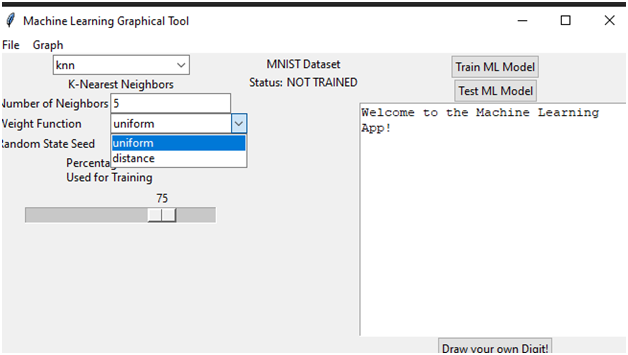 Machine Learning Graphical Tool
File Graph
knn
MNIST Dataset
Train ML Model
K-Nearest Neighbors
Status: NOT TRAINED
Test ML Model
Number of Neighbors 5
Weight Function uniform
uniform
distance
Random State Seed
Used for Training
75
Welcome to the Machine Learning
App!
Draw your own Digit!